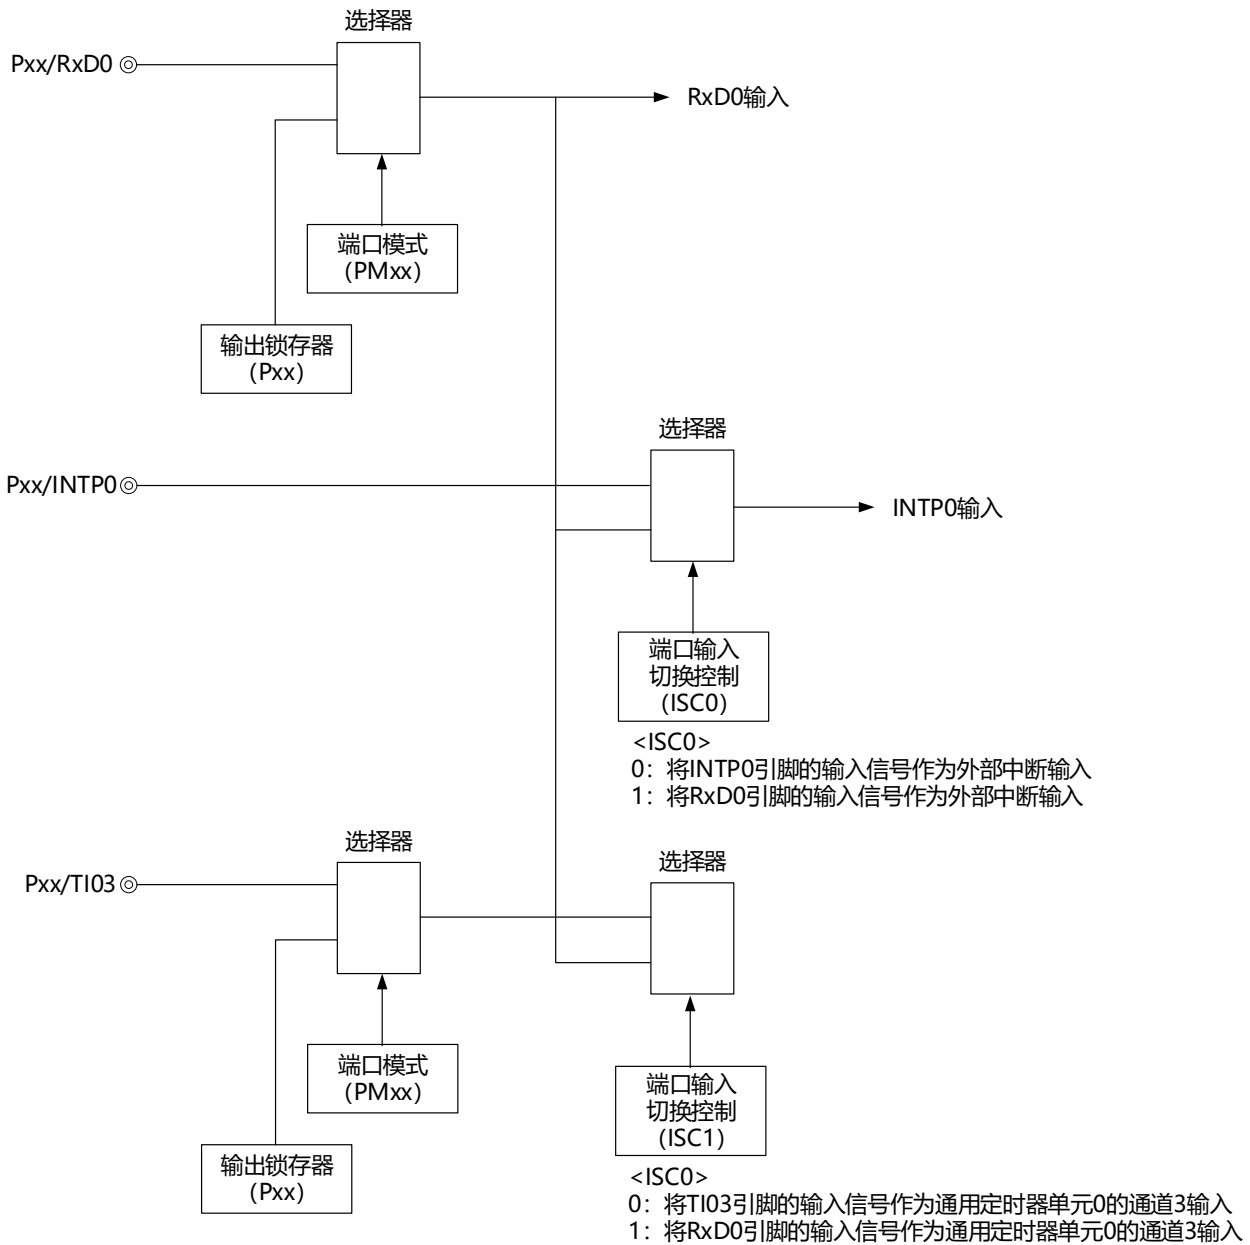 选择器
Pxx/RxD0
RxD0输入
端口模式
（PMxx）
输出锁存器
（Pxx）
选择器
Pxx/INTP0
INTP0输入
端口输入
切换控制
（ISC0）
<ISC0>
0：将INTP0引脚的输入信号作为外部中断输入
1：将RxD0引脚的输入信号作为外部中断输入
选择器
选择器
Pxx/TI03
端口模式
（PMxx）
端口输入
切换控制
（ISC1）
输出锁存器
（Pxx）
<ISC0>
0：将TI03引脚的输入信号作为通用定时器单元0的通道3输入
1：将RxD0引脚的输入信号作为通用定时器单元0的通道3输入